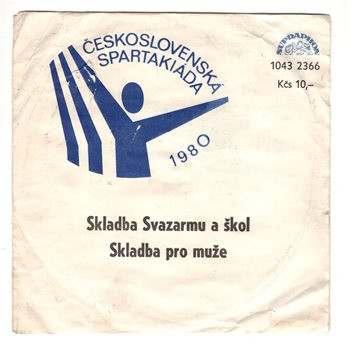 ČESKOSLOVENSKÁ
SPARTAKIÁDA
1980
SUPRAPHON
1043 2366
Kčs 10,–
Skladba Svazarmu a škol
Skladba pro muže